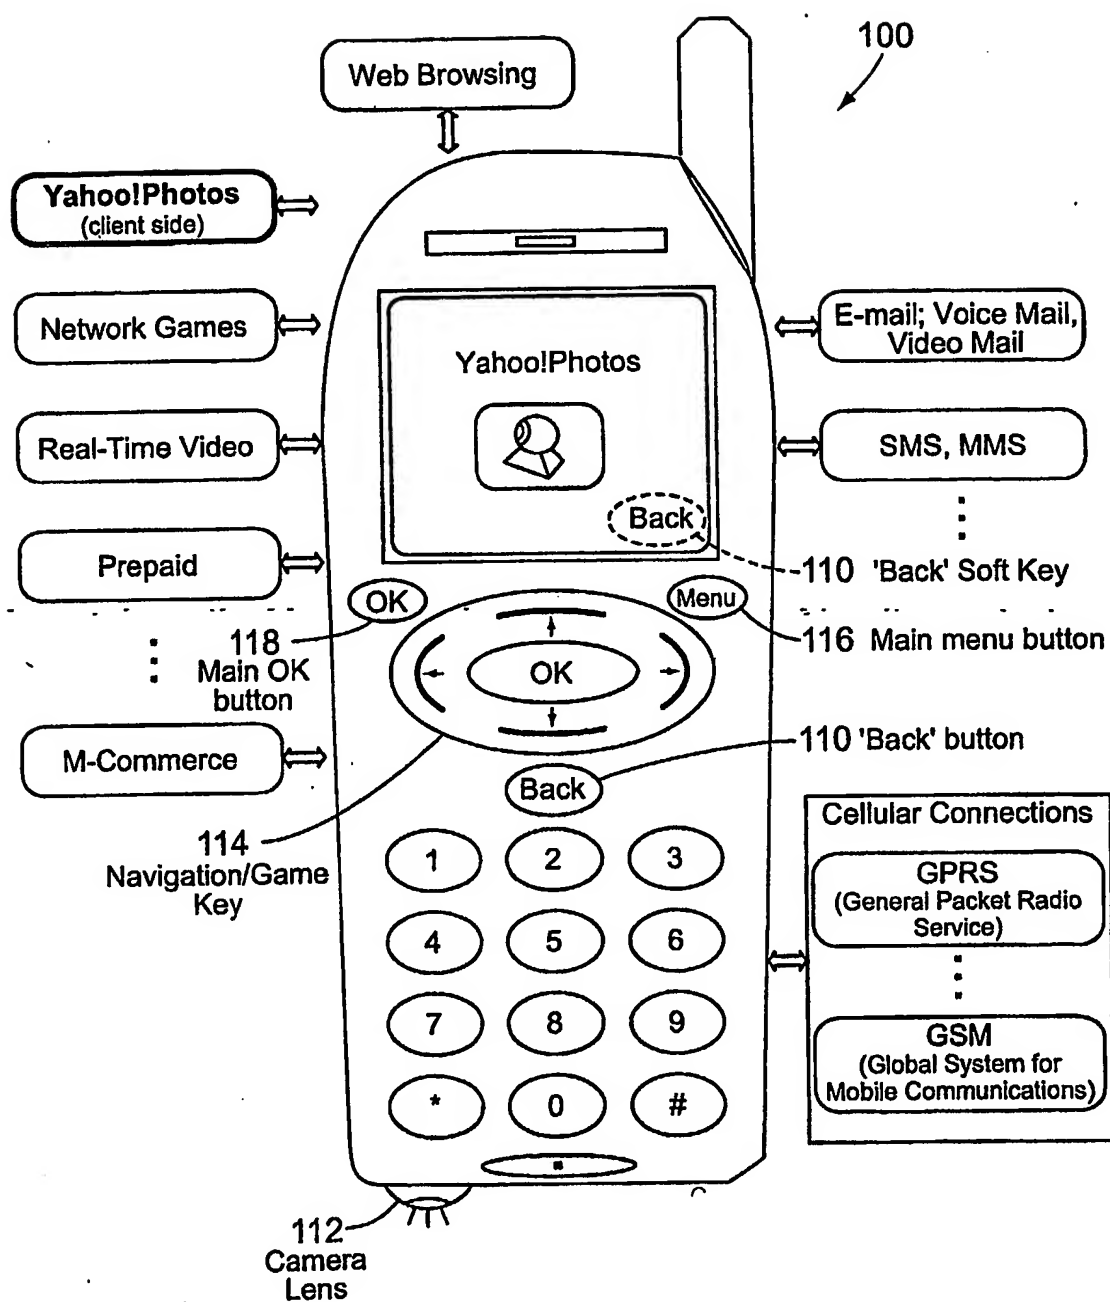 100
Web Browsing
Yahoo!Photos
(client side)
Network Games
Real-Time Video
Prepaid
118
Main OK
button
M-Commerce
114
Navigation/Game
Key
Yahoo!Photos
Back
OK
Menu
OK
Back
1
2
3
4
5
6
7
8
9
*
0
#
112
Camera
Lens
E-mail; Voice Mail,
Video Mail
SMS, MMS
110 'Back' Soft Key
116 Main menu button
110 'Back' button
Cellular Connections
GPRS
(General Packet Radio
Service)
GSM
(Global System for
Mobile Communications)